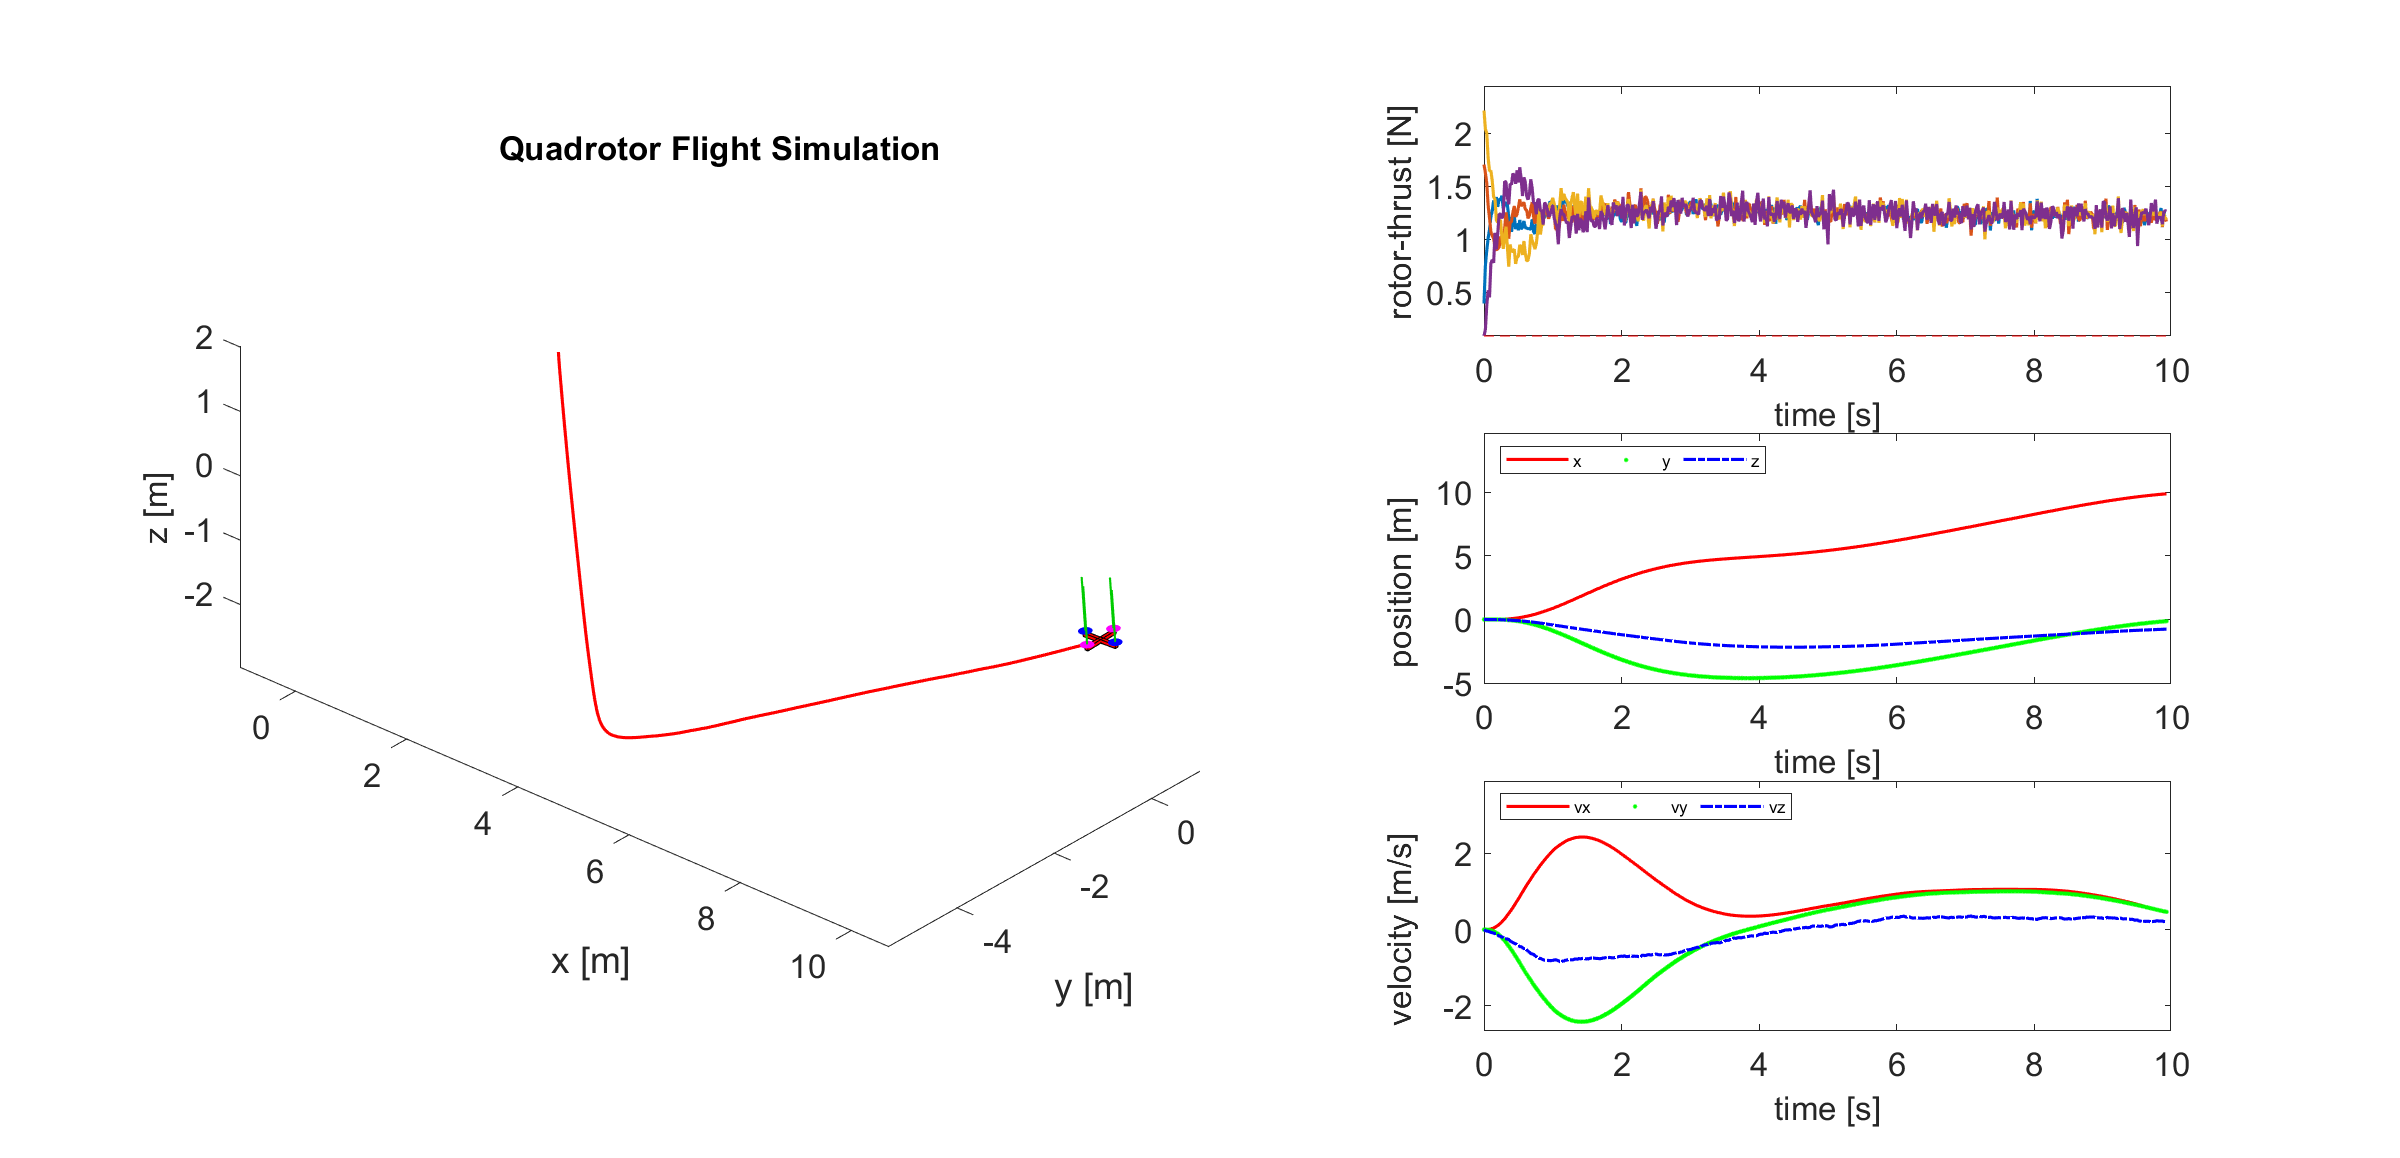 Quadrotor Flight Simulation
2
1
0
-1
-2
z [m]
0
2
4
6
8
10
x [m]
0
-2
-4
y [m]
2
1.5
1
0.5
rotor-thrust [N]
0 2 4 6 8 10
time [s]
x y z
10
5
0
-5
position [m]
0 2 4 6 8 10
time [s]
vx vy vz
2
0
-2
velocity [m/s]
0 2 4 6 8 10
time [s]